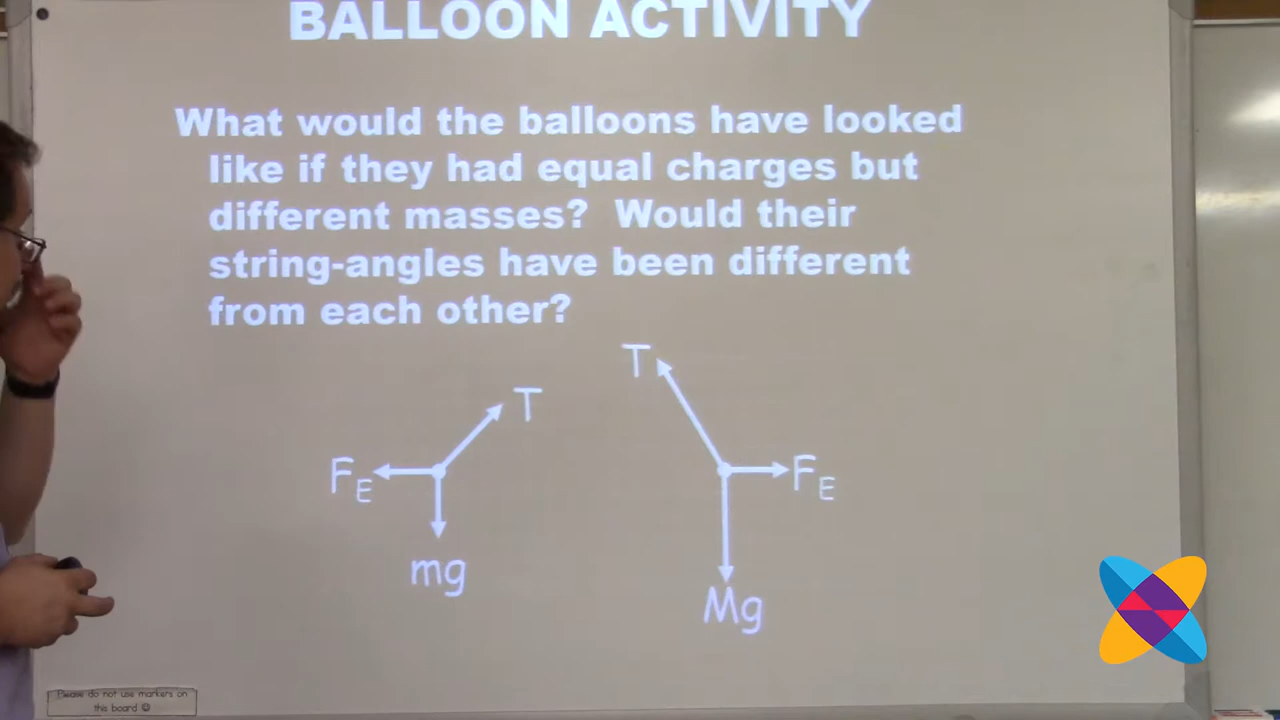 BALLOON ACTIVITY
What would the balloons have looked
like if they had equal charges but
different masses? Would their
string-angles have been different
from each other?
T
T
FE
FE
mg
Mg
Please do not use markers on
this board ☺